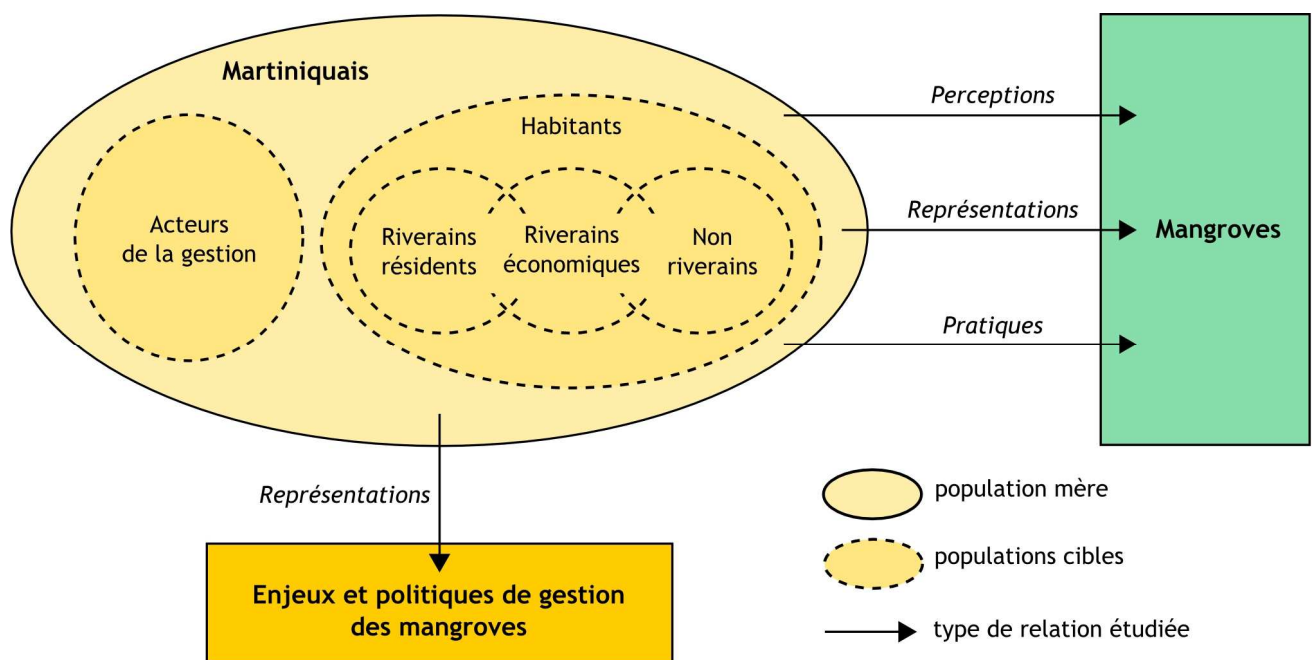 Martiniquais
Habitants
Acteurs
de la gestion
Riverains
résidents
Riverains
économiques
Non
riverains
Perceptions
Représentations
Pratiques
Mangroves
Représentations
Enjeux et politiques de gestion
des mangroves
population mère
populations cibles
type de relation étudiée